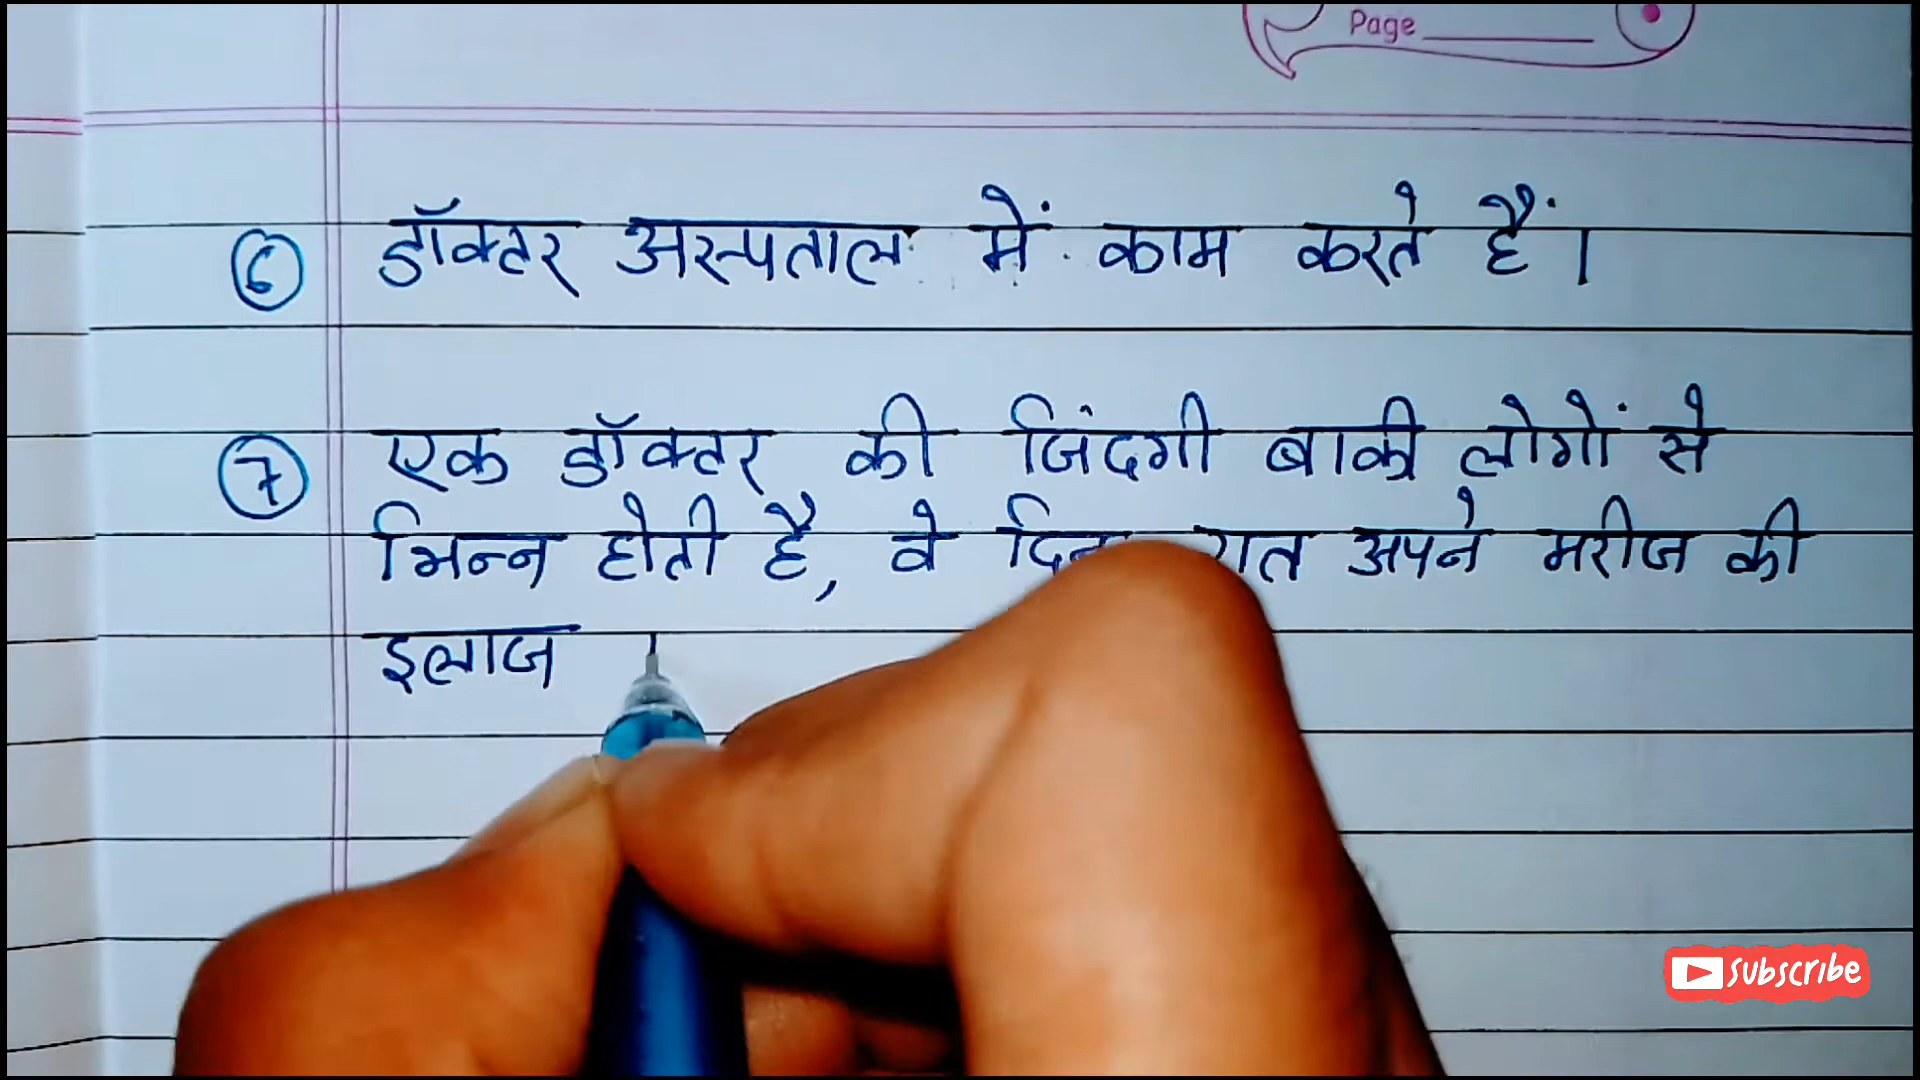 Page
6 डॉक्टर अस्पताल में काम करते हैं।
7 एक डॉक्टर की जिंदगी बाकी लोगों से
भिन्न होती है, वे दिन रात अपने मरीज की
इलाज
Subscribe